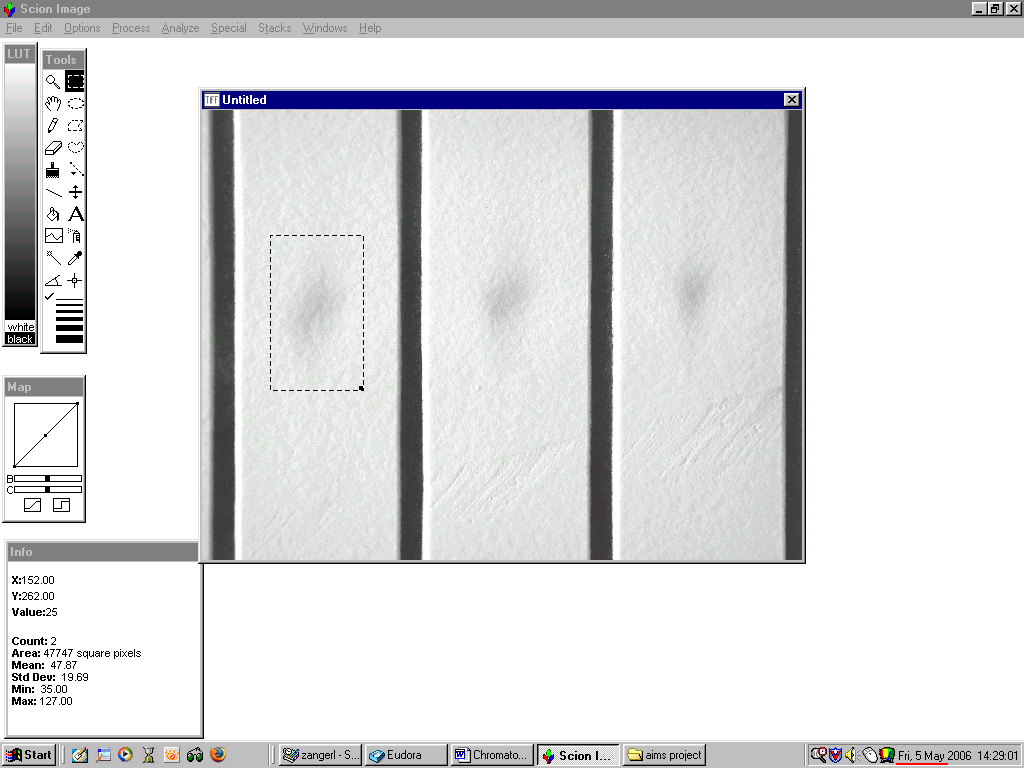 Scion Image
File Edit Options Process Analyze Special Stacks Windows Help
LUT
Tools
TIFF Untitled
A
white
black
Map
B
C
Info
X:152.00
Y:262.00
Value:25
Count: 2
Area: 47747 square pixels
Mean: 47.87
Std Dev: 19.69
Min: 35.00
Max: 127.00
Start zangerl - S... Eudora Chromato... Scion I... aims project Fri, 5 May 2006 14:29:01